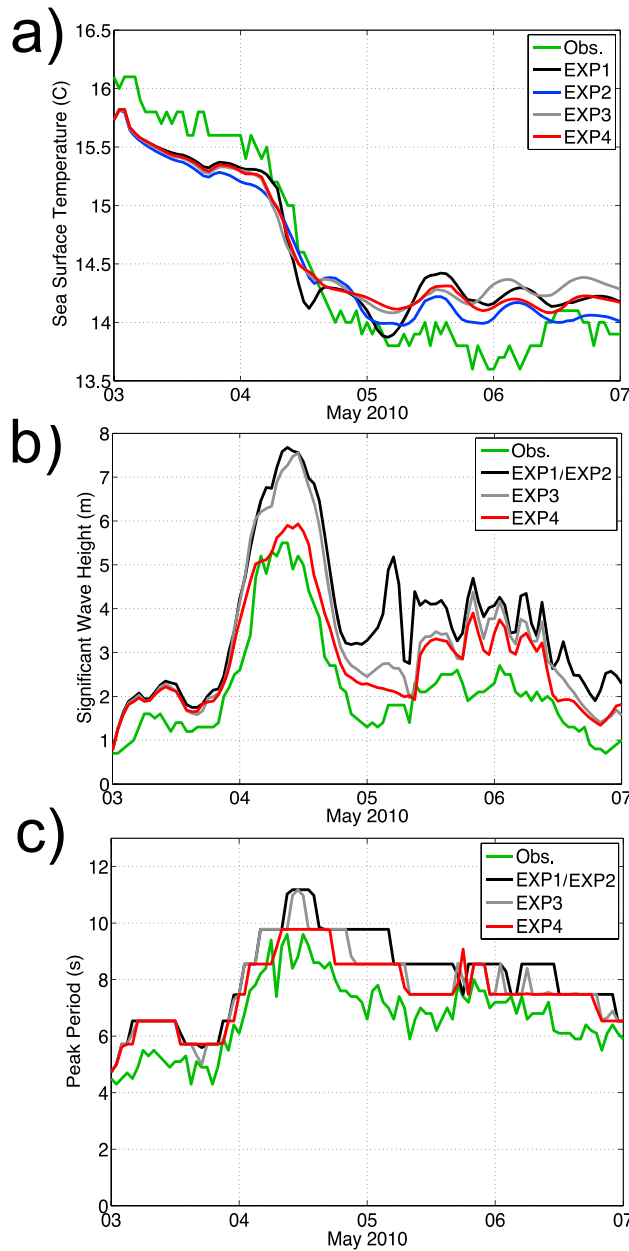 a)
16.5
16
15.5
15
14.5
14
13.5
Sea Surface Temperature (C)
Obs.
EXP1
EXP2
EXP3
EXP4
03
04
05
06
07
May 2010
b)
8
7
6
5
4
3
2
1
0
Significant Wave Height (m)
Obs.
EXP1/EXP2
EXP3
EXP4
03
04
05
06
07
May 2010
c)
12
10
8
6
4
2
0
Peak Period (s)
Obs.
EXP1/EXP2
EXP3
EXP4
03
04
05
06
07
May 2010